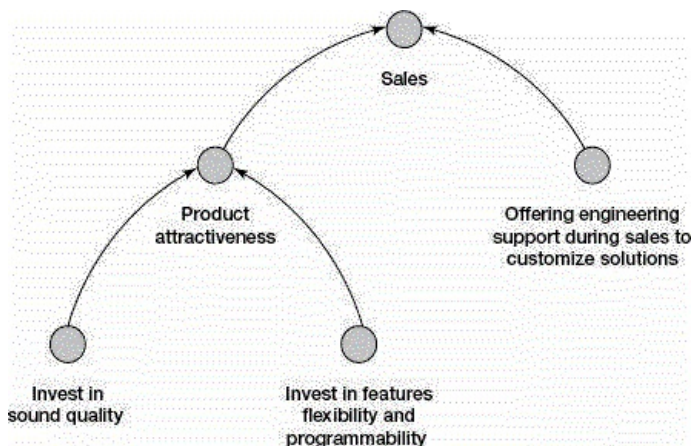 Sales
Product
attractiveness
Offering engineering
support during sales to
customize solutions
Invest in
sound quality
Invest in features
flexibility and
programmability